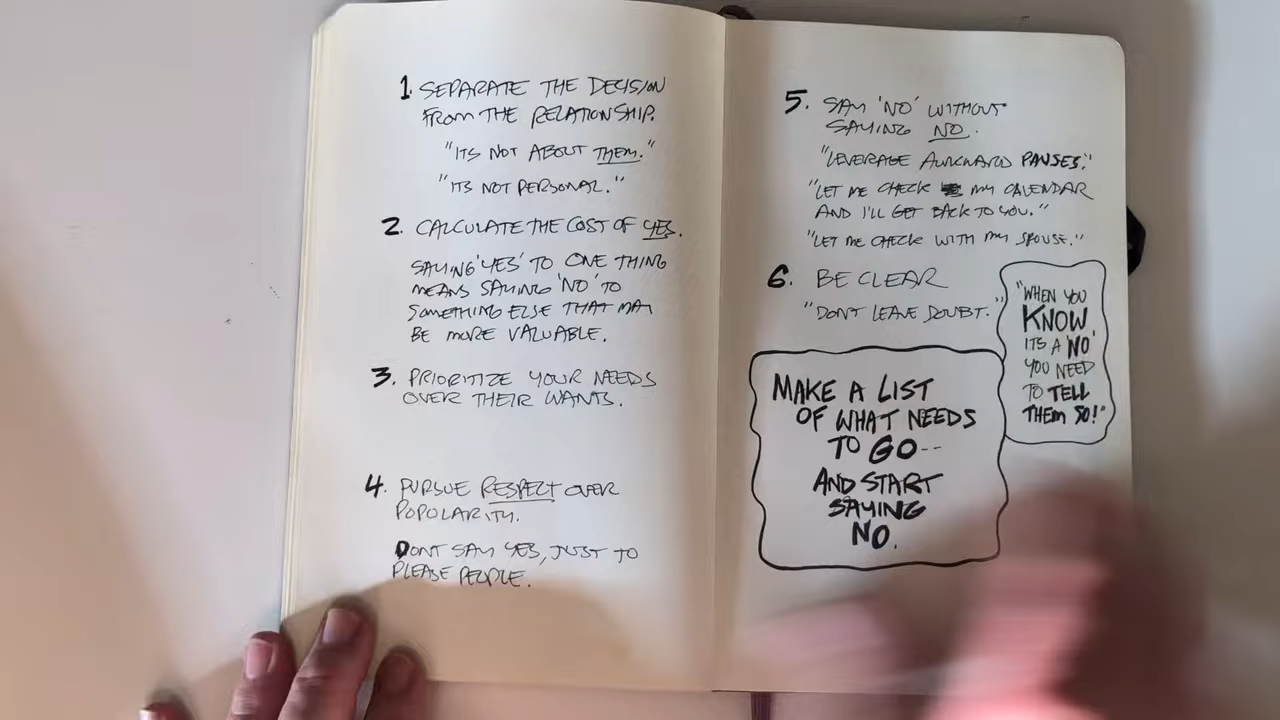 1. SEPARATE THE DECISION
FROM THE RELATIONSHIP.
"ITS NOT ABOUT THEM."
"ITS NOT PERSONAL."
2. CALCULATE THE COST OF YES.
SAYING 'YES' TO ONE THING
MEANS SAYING 'NO' TO
SOMETHING ELSE THAT MAY
BE MORE VALUABLE.
3. PRIORITIZE YOUR NEEDS
OVER THEIR WANTS.
4. PURSUE RESPECT OVER
POPOLARITY.
DONT SAY YES, JUST TO
PLEASE PEOPLE.
5. SAY 'NO' WITHOUT
SAYING NO.
"LEVERAGE AWKWARD PAUSES."
"LET ME CHECK MY CALENDAR
AND I'LL GET BACK TO YOU."
"LET ME CHECK WITH MY SPOUSE."
6. BE CLEAR
"DONT LEAVE DOUBT."
"WHEN YOU
KNOW,
ITS A 'NO'
YOU NEED
TO TELL
THEM SO!"
MAKE A LIST
OF WHAT NEEDS
TO GO--
AND START
SAYING
NO.